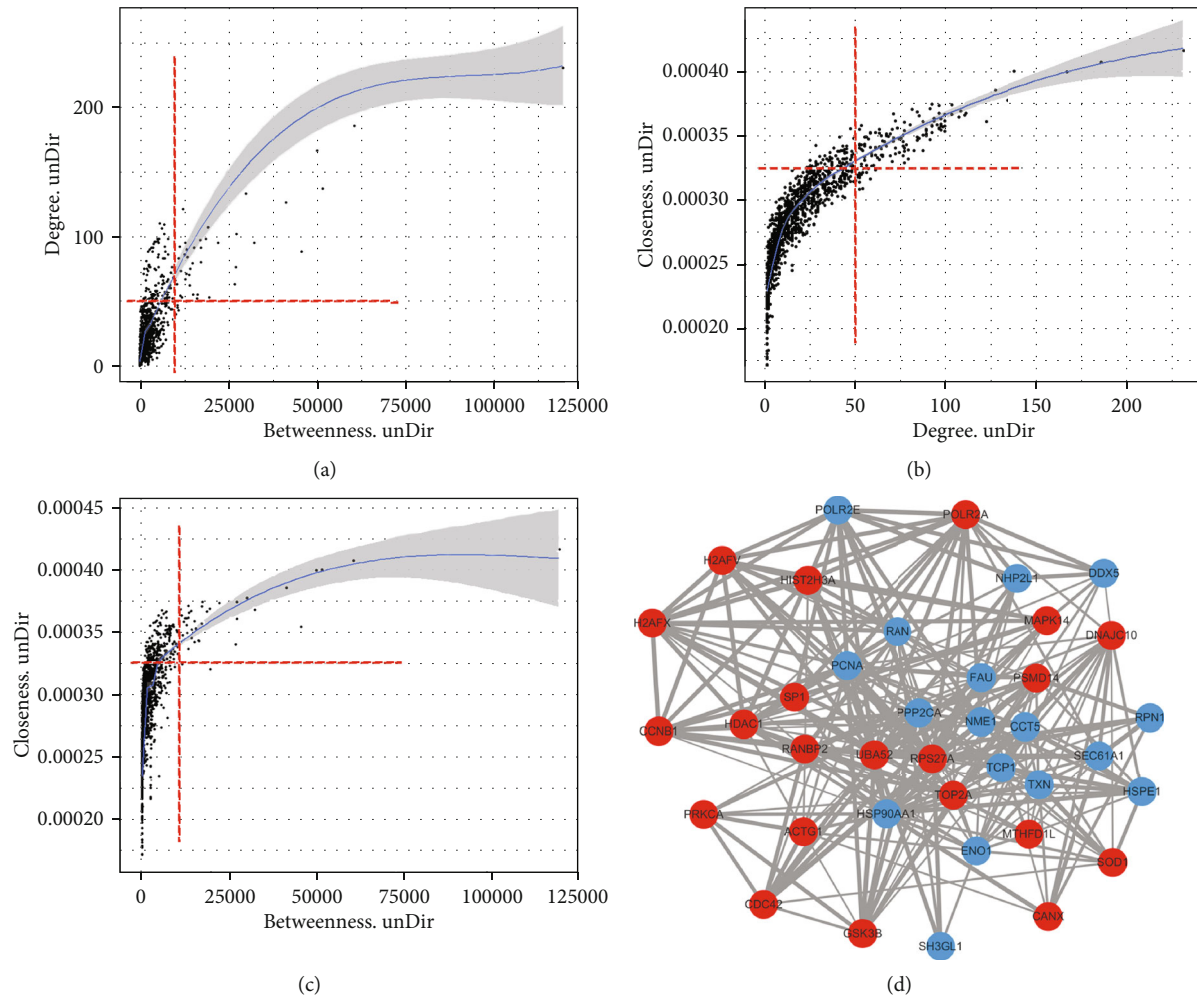 200
100
0
Degree. unDir
0
25000
50000
75000
100000
125000
Betweenness. unDir
(a)
0.00040
0.00035
0.00030
0.00025
0.00020
Closeness. unDir
0
50
100
150
200
Degree. unDir
(b)
0.00045
0.00040
0.00035
0.00030
0.00025
0.00020
Closeness. unDir
0
25000
50000
75000
100000
125000
Betweenness. unDir
(c)
POLR2E
POLR2A
H2AFV
HIST2H3A
NHP2L1
DDX5
H2AFX
RAN
MAPK14
DNAJC10
PCNA
FAU
PSMD14
SP1
PPP2CA
NME1
CCT5
RPN1
CCNB1
HDAC1
RANBP2
UBA52
RPS27A
TCP1
SEC61A1
TXN
HSPE1
TOP2A
PRKCA
HSP90AA1
ACTG1
MTHFD1L
ENO1
SOD1
CDC42
CANX
GSK3B
SH3GL1
(d)